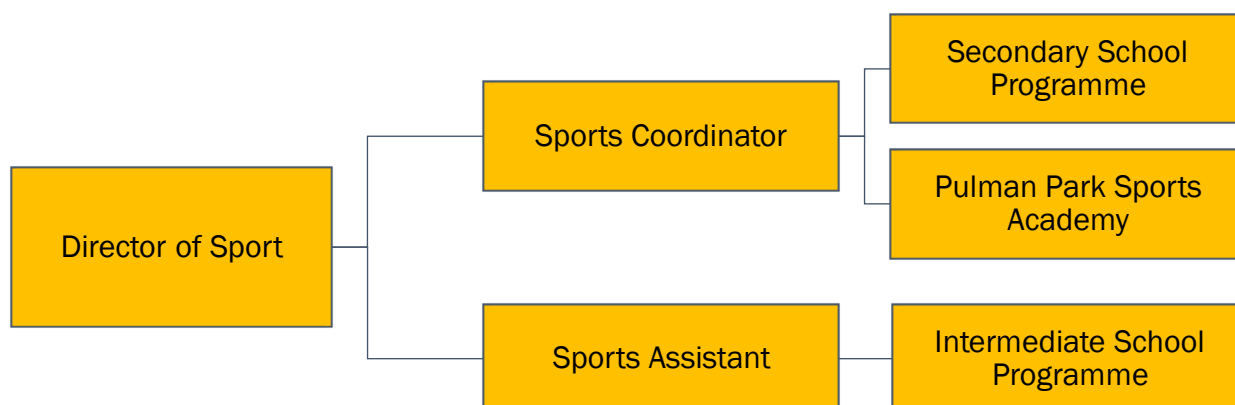 Director of Sport
Sports Coordinator
Secondary School
Programme
Pulman Park Sports
Academy
Sports Assistant
Intermediate School
Programme